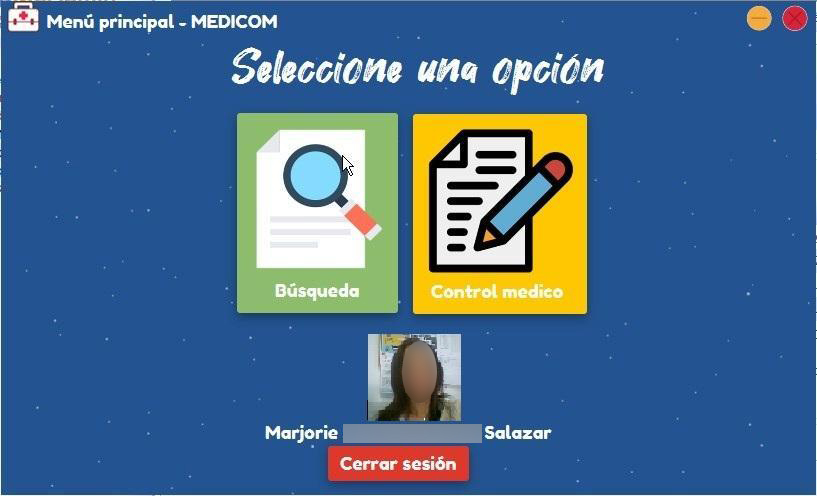 Menú principal - MEDICOM
Seleccione una opción
Búsqueda
Control medico
Marjorie Salazar
Cerrar sesión